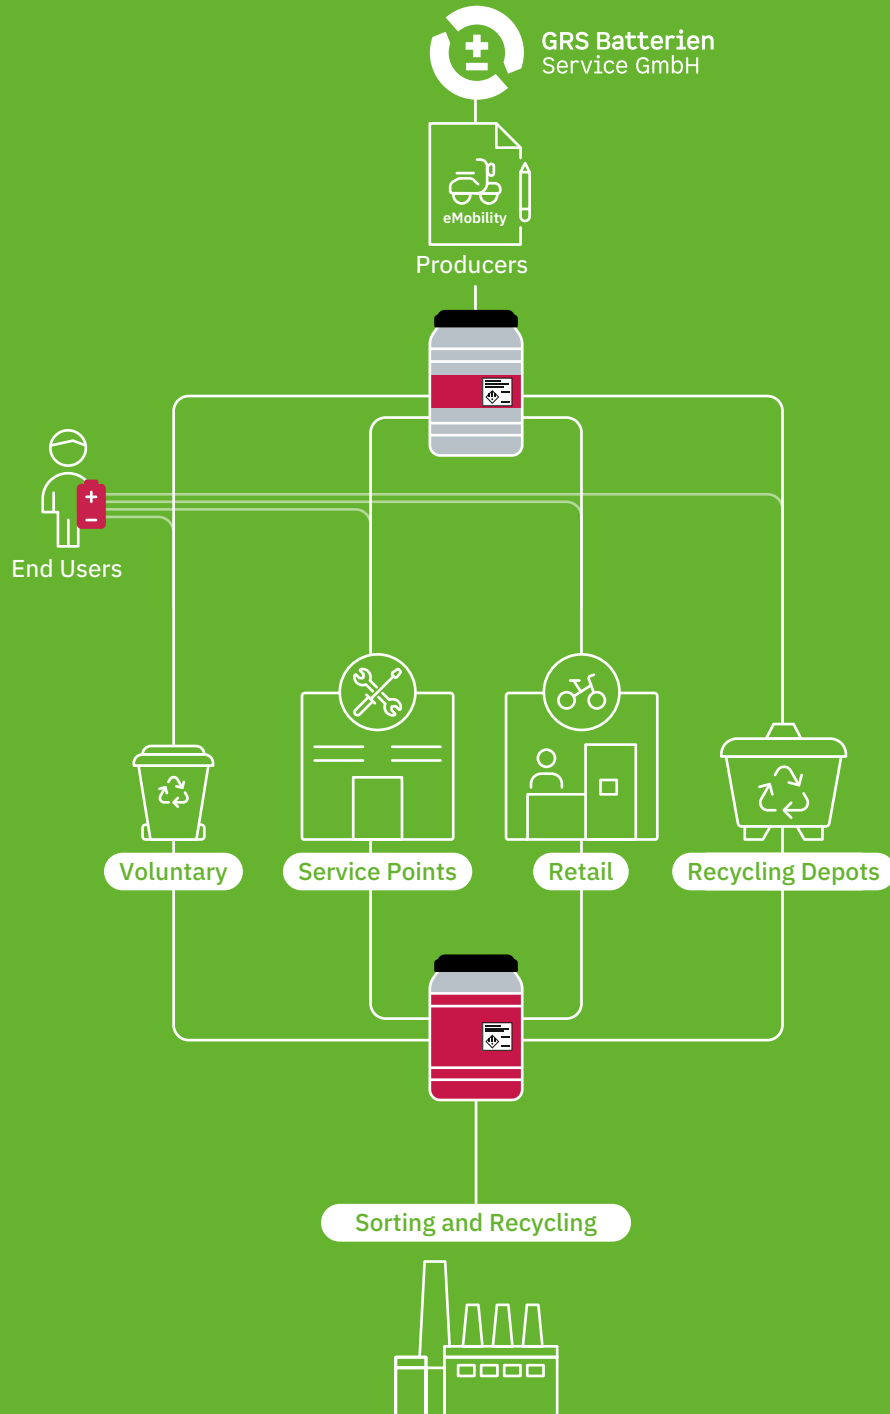 GRS Batterien
Service GmbH
eMobility
Producers
End Users
Voluntary
Service Points
Retail
Recycling Depots
Sorting and Recycling